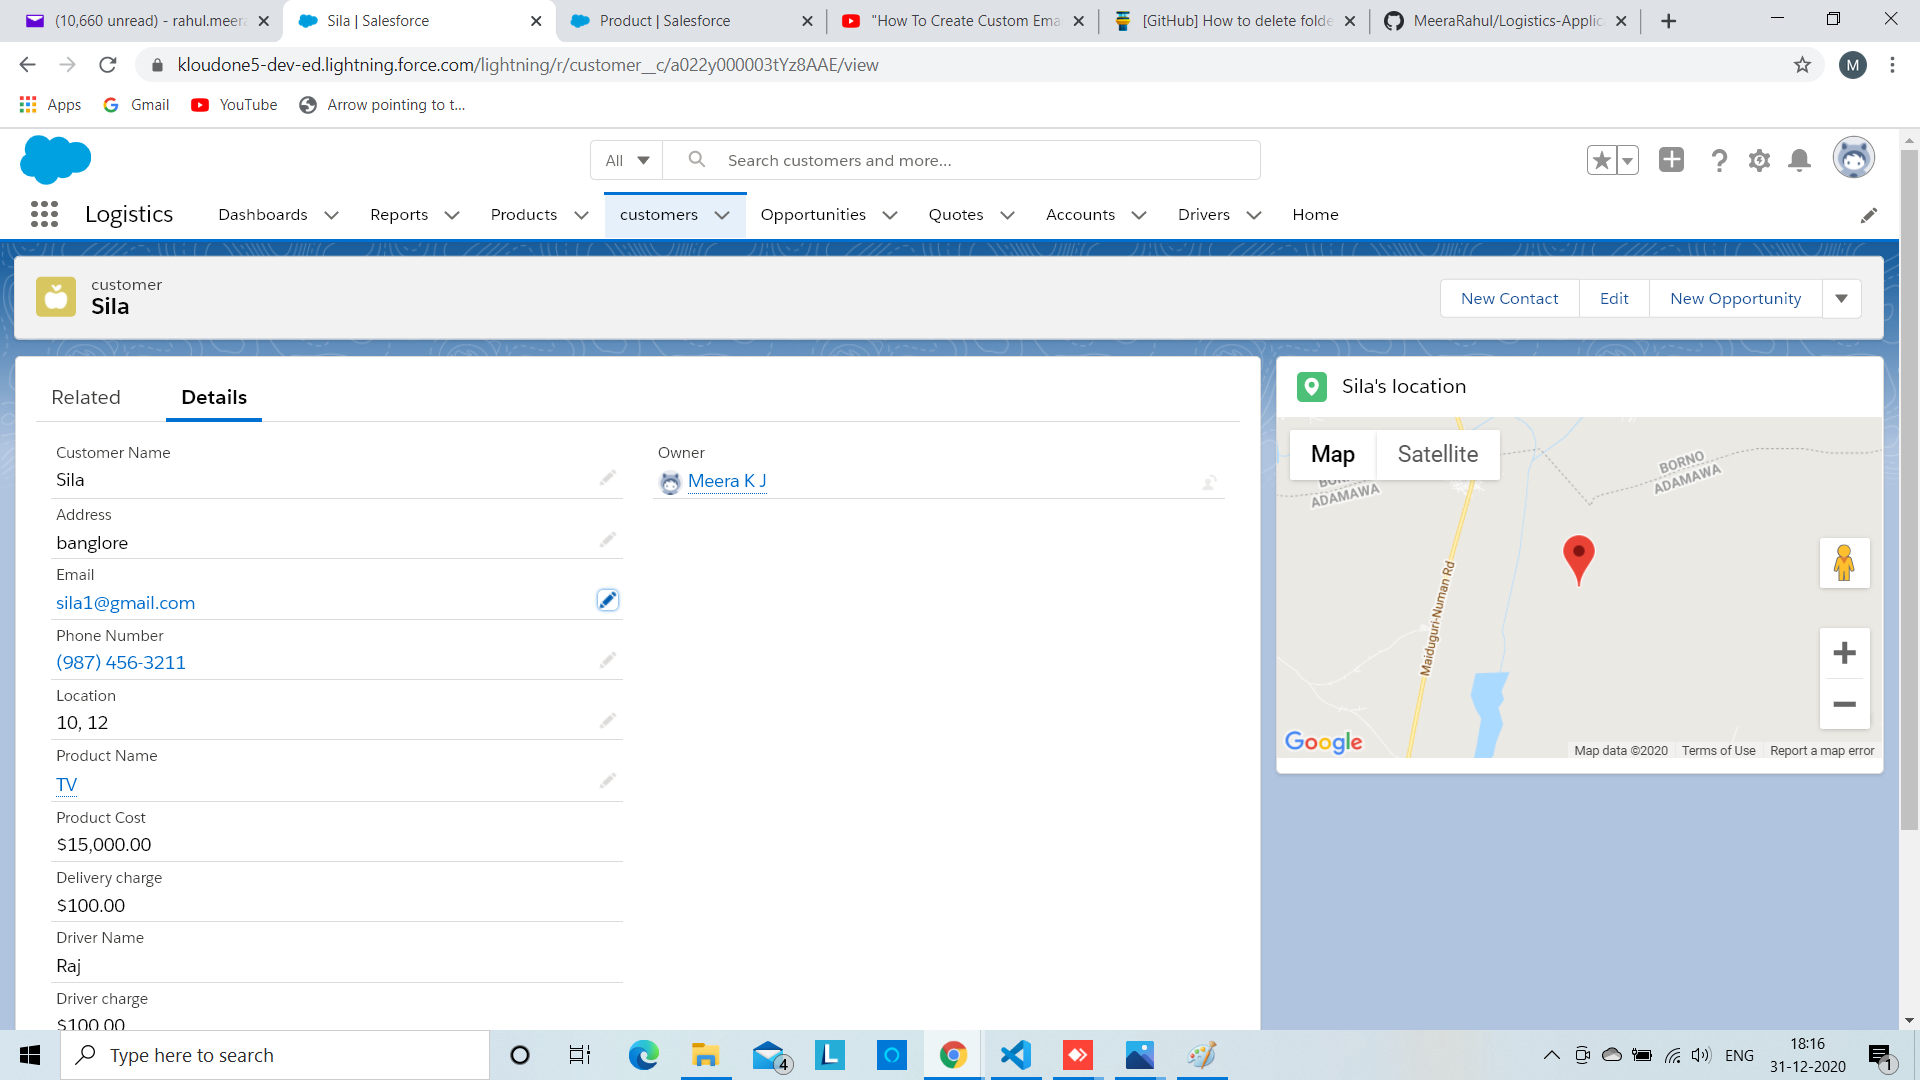 (10,660 unread) - rahul.meera
Sila | Salesforce
Product | Salesforce
"How To Create Custom Ema
[GitHub] How to delete folde
MeeraRahul/Logistics-Applic
kloudone5-dev-ed.lightning.force.com/lightning/r/customer__c/a022y000003tYz8AAE/view
M
Apps
Gmail
YouTube
Arrow pointing to t...
All
Search customers and more...
Logistics
Dashboards
Reports
Products
customers
Opportunities
Quotes
Accounts
Drivers
Home
customer
Sila
New Contact
Edit
New Opportunity
Related
Details
Customer Name
Sila
Address
banglore
Email
sila1@gmail.com
Phone Number
(987) 456-3211
Location
10, 12
Product Name
TV
Product Cost
$15,000.00
Delivery charge
$100.00
Driver Name
Raj
Driver charge
$100.00
Owner
Meera K J
Sila's location
Map
Satellite
BORNO
ADAMAWA
ADAMAWA
Maiduguri-Numan Rd
Google
Map data ©2020
Terms of Use
Report a map error
Type here to search
4
L
ENG
18:16
31-12-2020
1